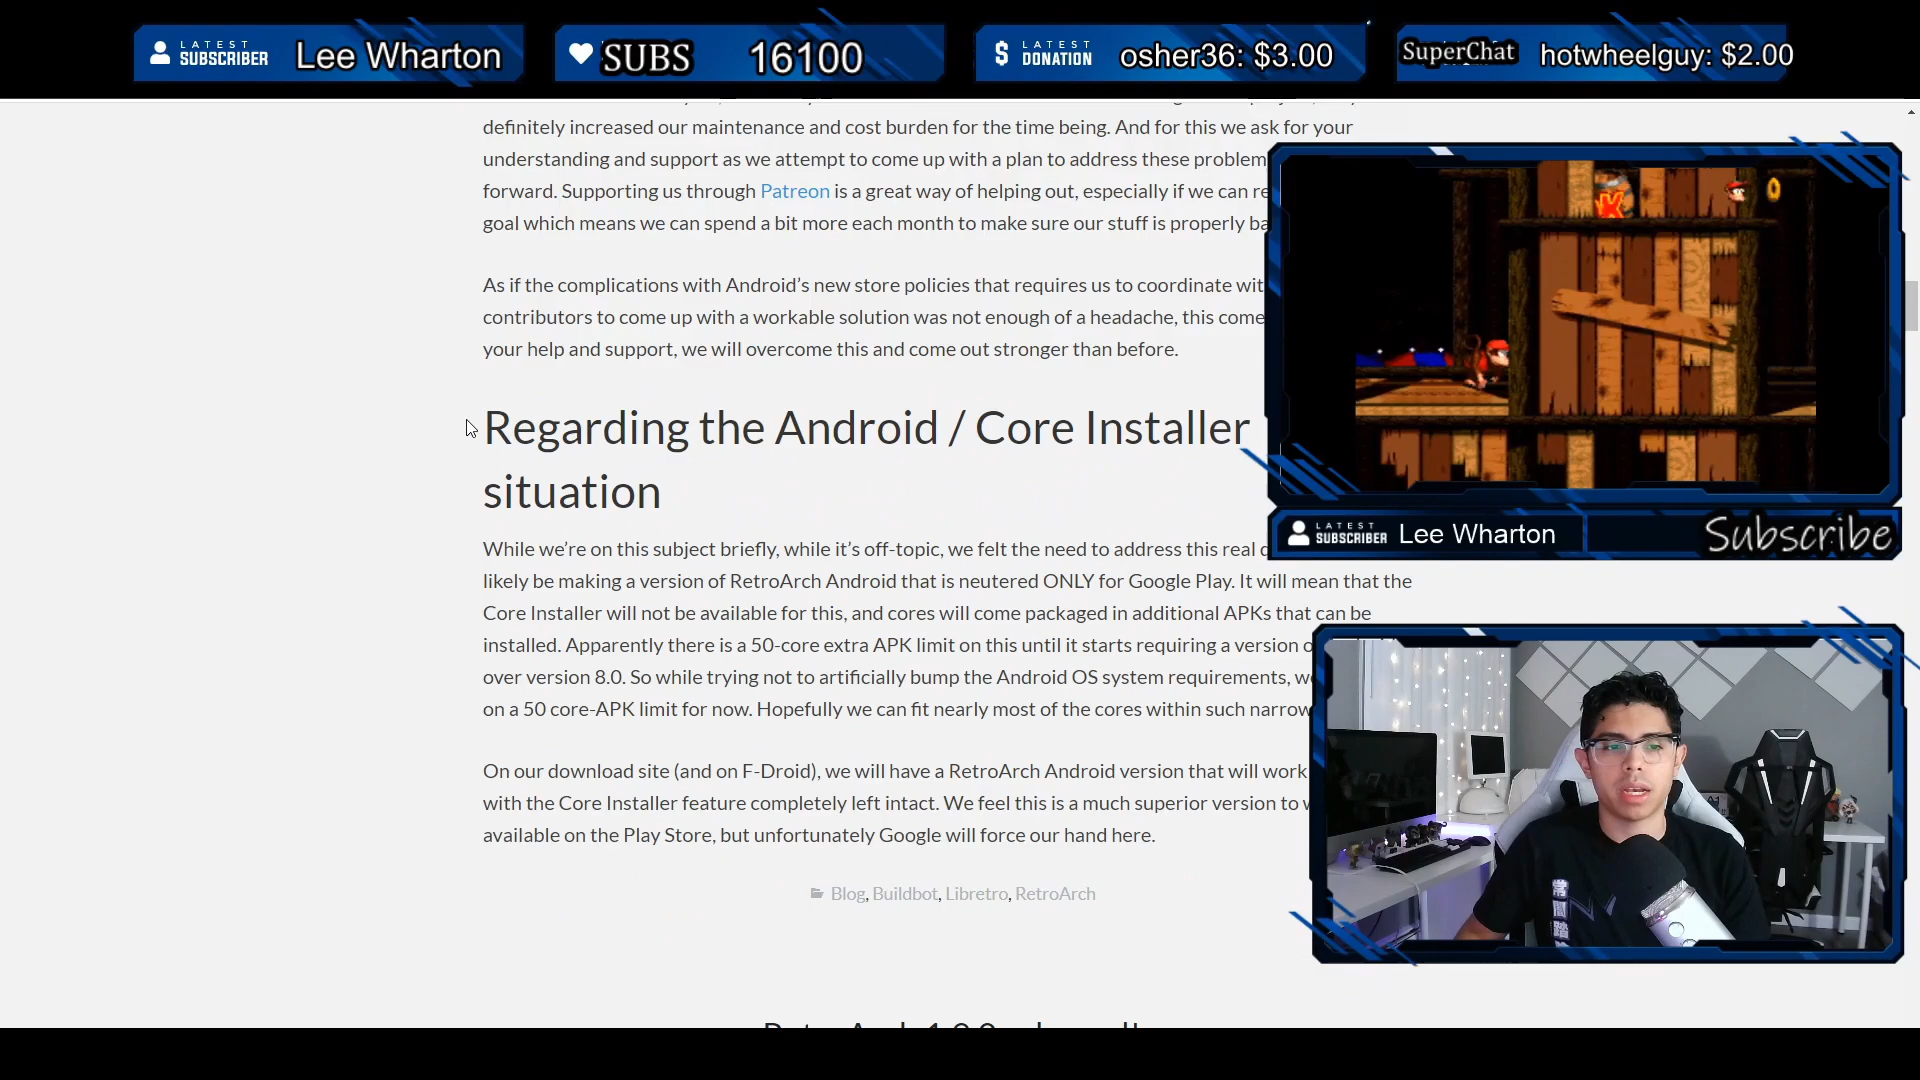 LATEST
SUBSCRIBER
Lee Wharton
SUBS 16100
LATEST
DONATION
osher36: $3.00
SuperChat
hotwheelguy: $2.00
definitely increased our maintenance and cost burden for the time being. And for this we ask for your
understanding and support as we attempt to come up with a plan to address these problem
forward. Supporting us through Patreon is a great way of helping out, especially if we can re
goal which means we can spend a bit more each month to make sure our stuff is properly ba
As if the complications with Android’s new store policies that requires us to coordinate wit
contributors to come up with a workable solution was not enough of a headache, this come
your help and support, we will overcome this and come out stronger than before.
Regarding the Android / Core Installer
situation
While we’re on this subject briefly, while it’s off-topic, we felt the need to address this real
likely be making a version of RetroArch Android that is neutered ONLY for Google Play. It will mean that the
Core Installer will not be available for this, and cores will come packaged in additional APKs that can be
installed. Apparently there is a 50-core extra APK limit on this until it starts requiring a version
over version 8.0. So while trying not to artificially bump the Android OS system requirements,
on a 50 core-APK limit for now. Hopefully we can fit nearly most of the cores within such narrow
On our download site (and on F-Droid), we will have a RetroArch Android version that will work
with the Core Installer feature completely left intact. We feel this is a much superior version to
available on the Play Store, but unfortunately Google will force our hand here.
Blog, Buildbot, Libretro, RetroArch
LATEST
SUBSCRIBER
Lee Wharton
Subscribe